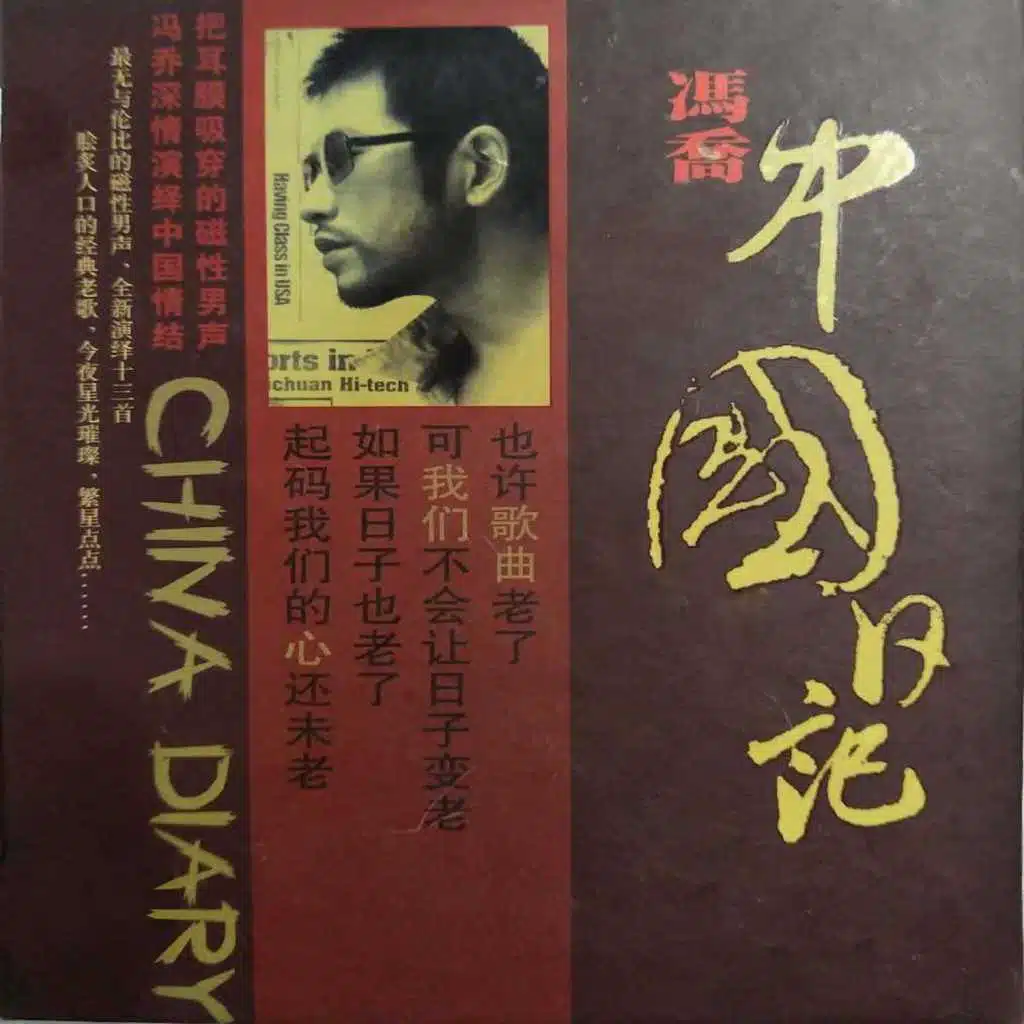 馮喬
中國日記
也许歌曲老了
可我们不会让日子变老
如果日子也老了
起码我们的心还未老
Having Class in USA
orts in
chuan Hi-tech
把耳膜吸穿的磁性男声
冯乔深情演绎中国情结
CHINA DIARY
最无与伦比的磁性男声、全新演绎十三首
脍炙人口的经典老歌，今夜星光璀璨，繁星点点......